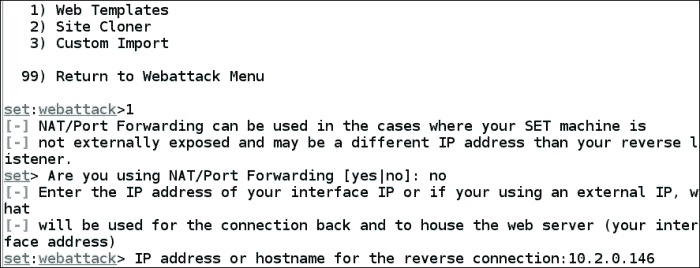 1) Web Templates
2) Site Cloner
3) Custom Import
99) Return to Webattack Menu
set:webattack>1
[-] NAT/Port Forwarding can be used in the cases where your SET machine is
[-] not externally exposed and may be a different IP address than your reverse l
istener.
set> Are you using NAT/Port Forwarding [yes|no]: no
[-] Enter the IP address of your interface IP or if your using an external IP, w
hat
[-] will be used for the connection back and to house the web server (your inter
face address)
set:webattack> IP address or hostname for the reverse connection:10.2.0.146